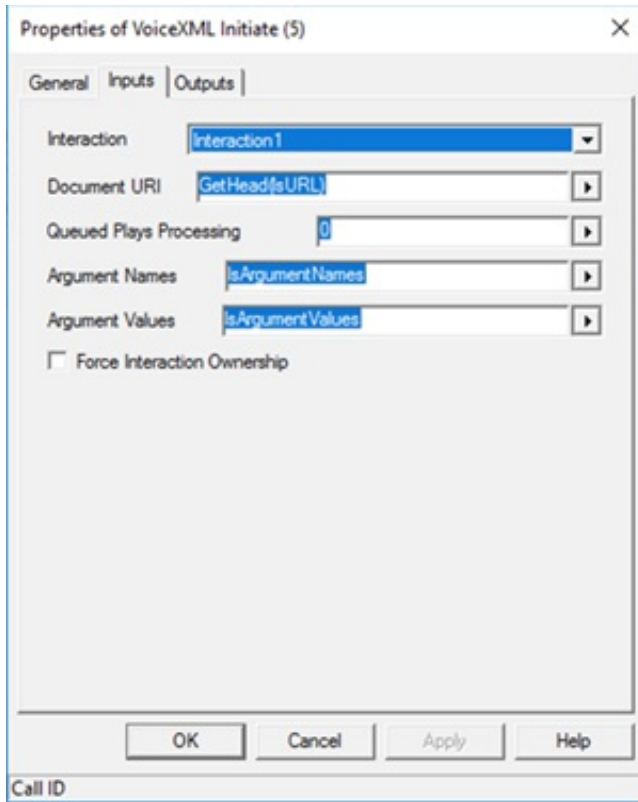 Properties of VoiceXML Initiate (5)
General Inputs Outputs
Interaction Interaction1
Document URI GetHead(lsURL)
Queued Plays Processing 0
Argument Names lsArgumentNames
Argument Values lsArgumentValues
Force Interaction Ownership
OK Cancel Apply Help
Call ID